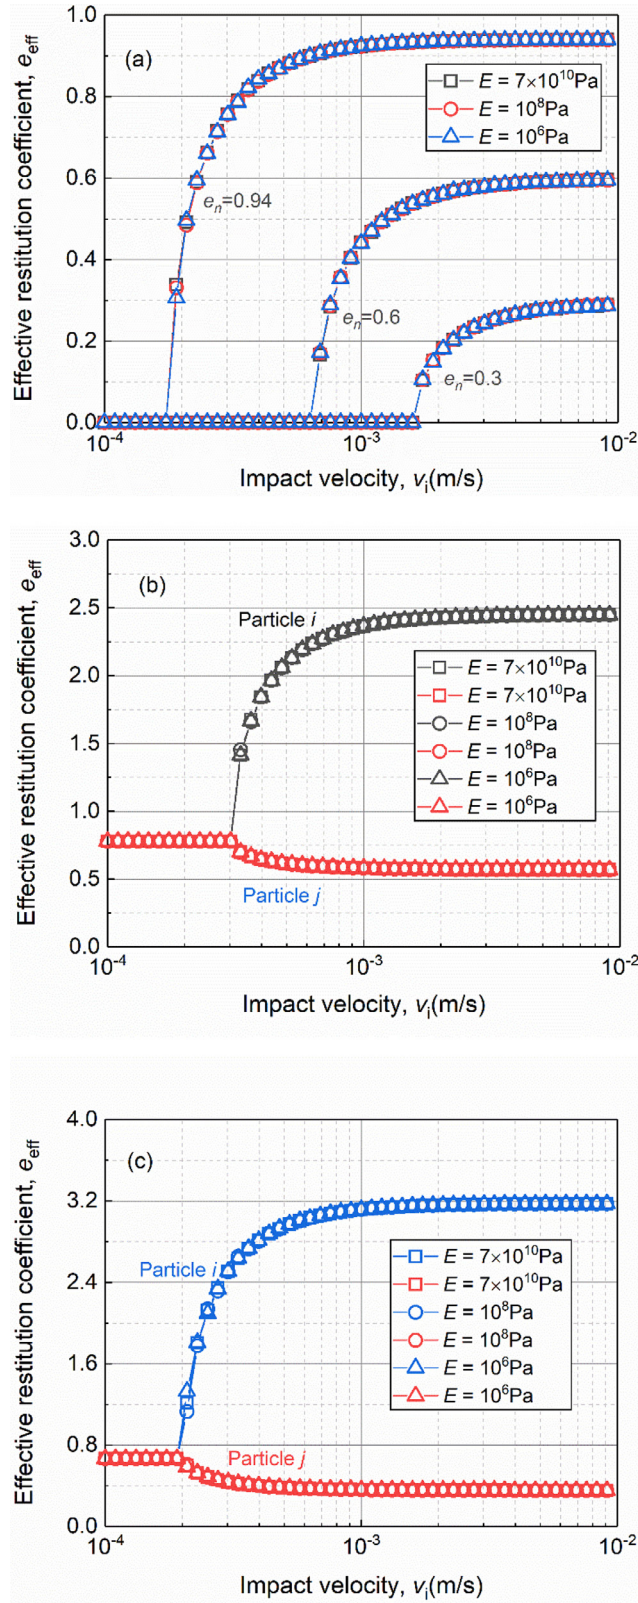 (a)
Effective restitution coefficient, e_eff
1.0
0.8
0.6
0.4
0.2
0.0
E = 7×10¹⁰Pa
E = 10⁸Pa
E = 10⁶Pa
eₙ=0.94
eₙ=0.6
eₙ=0.3
10⁻⁴
10⁻³
10⁻²
Impact velocity, vᵢ(m/s)
(b)
Effective restitution coefficient, e_eff
3.0
2.5
2.0
1.5
1.0
0.5
0.0
Particle i
E = 7×10¹⁰Pa
E = 7×10¹⁰Pa
E = 10⁸Pa
E = 10⁸Pa
E = 10⁶Pa
E = 10⁶Pa
Particle j
10⁻⁴
10⁻³
10⁻²
Impact velocity, vᵢ(m/s)
(c)
Effective restitution coefficient, e_eff
4.0
3.2
2.4
1.6
0.8
0.0
Particle i
E = 7×10¹⁰Pa
E = 7×10¹⁰Pa
E = 10⁸Pa
E = 10⁸Pa
E = 10⁶Pa
E = 10⁶Pa
Particle j
10⁻⁴
10⁻³
10⁻²
Impact velocity, vᵢ(m/s)